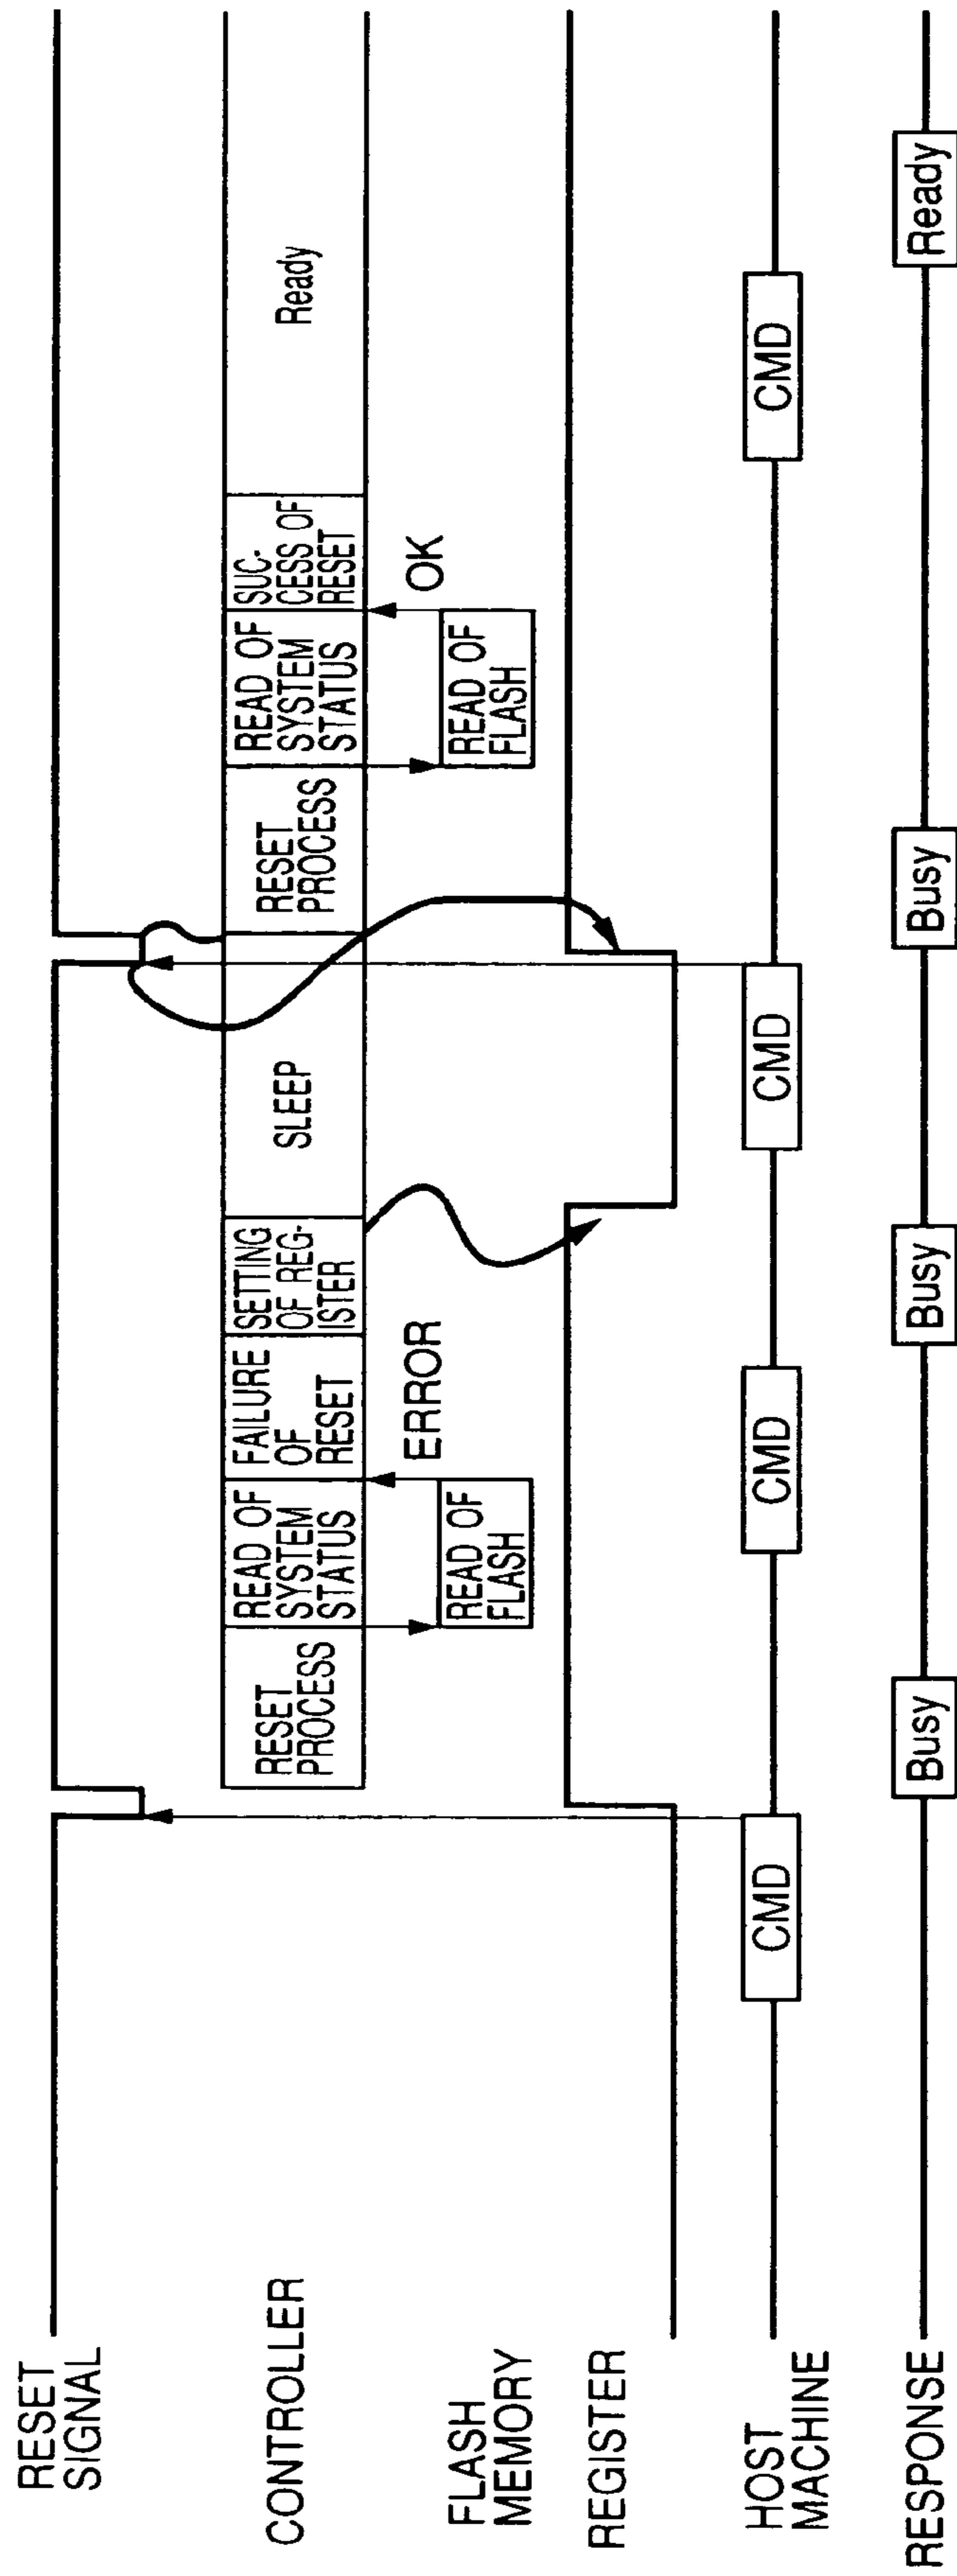 RESET
SIGNAL
CONTROLLER
RESET
PROCESS
READ OF
SYSTEM
STATUS
FAILURE
OF
RESET
SETTING
OF REG-
ISTER
SLEEP
RESET
PROCESS
READ OF
SYSTEM
STATUS
SUC-
CESS OF
RESET
Ready
FLASH
MEMORY
READ OF
FLASH
ERROR
READ OF
FLASH
OK
REGISTER
HOST
MACHINE
CMD
CMD
CMD
CMD
RESPONSE
Busy
Busy
Busy
Ready